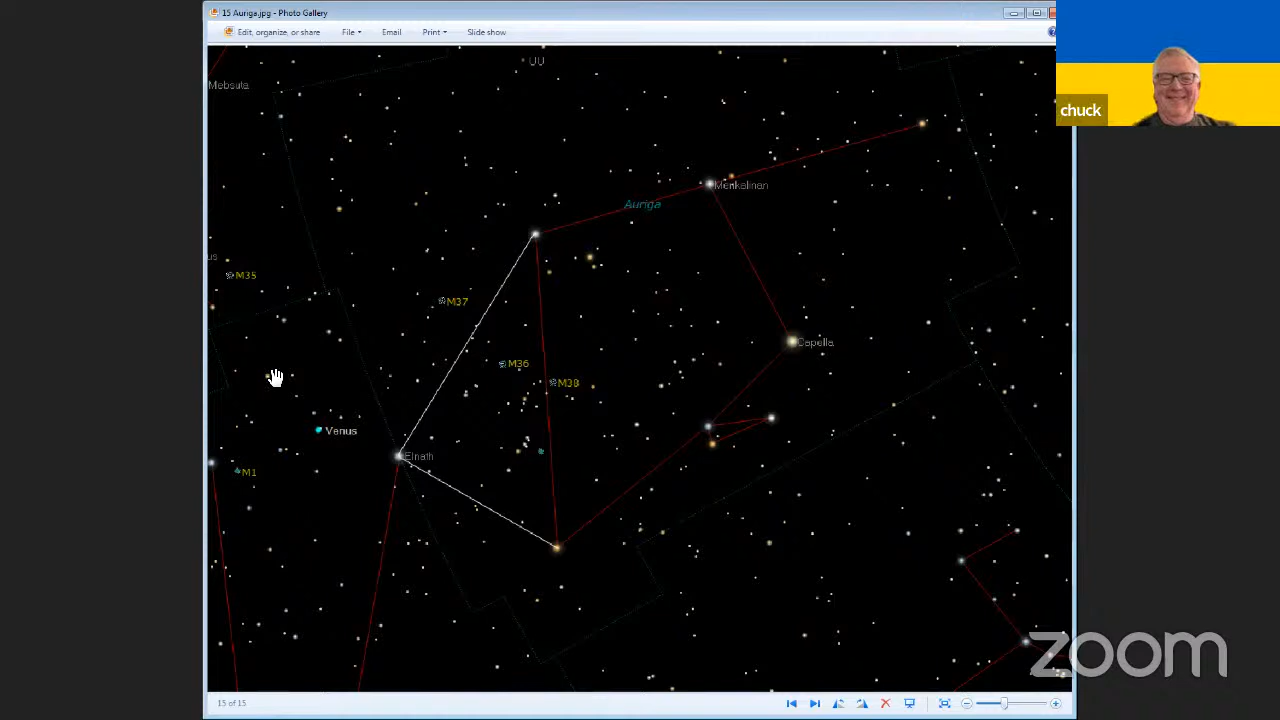 15 Auriga.jpg - Photo Gallery
Edit, organize, or share File Email Print Slide show
UU
Mebsuta
chuck
Menkalinan
Auriga
us
M35
M37
Capella
M36
M38
Venus
Elnath
M1
zoom
15 of 15